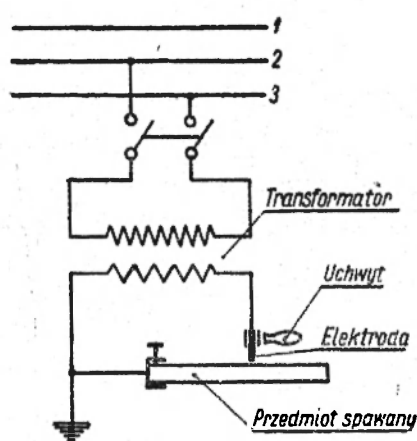 1
2
3
Transformator
Uchwyt
Elektroda
Przedmiot spawany